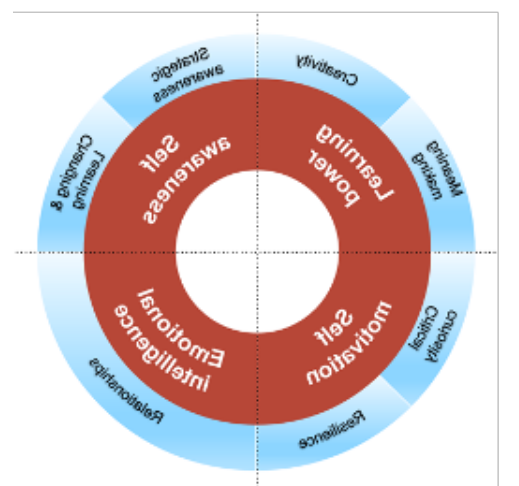 Strategic
awareness
Creativity
Changing &
Learning
Self
awareness
Learning
power
Meaning
making
Emotional
intelligence
Self
motivation
Critical
curiosity
Relationships
Resilience